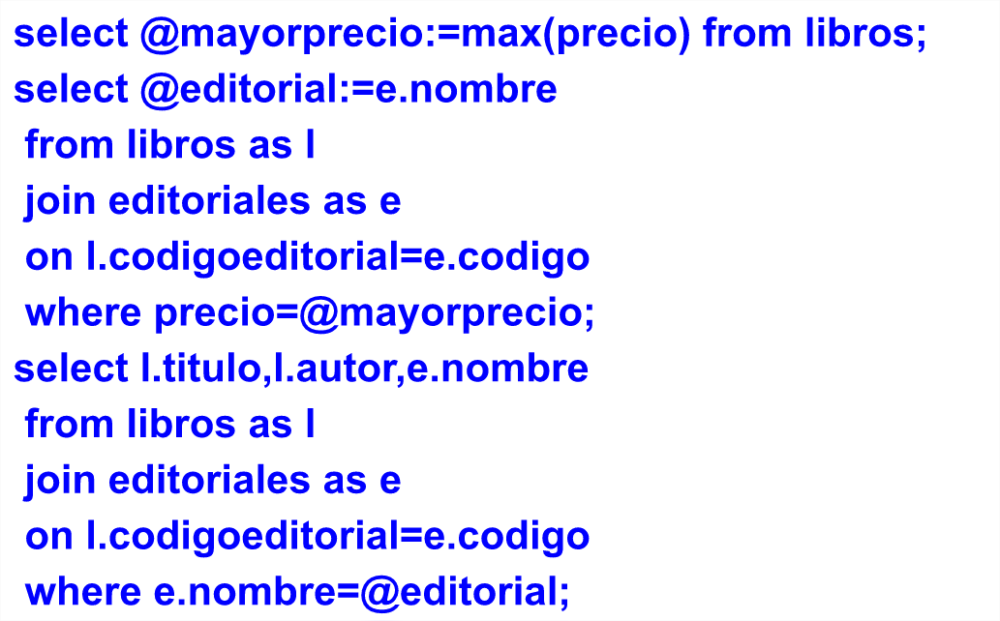 select @mayorprecio:=max(precio) from libros;
select @editorial:=e.nombre
from libros as l
join editoriales as e
on l.codigoeditorial=e.codigo
where precio=@mayorprecio;
select l.titulo,l.autor,e.nombre
from libros as l
join editoriales as e
on l.codigoeditorial=e.codigo
where e.nombre=@editorial;